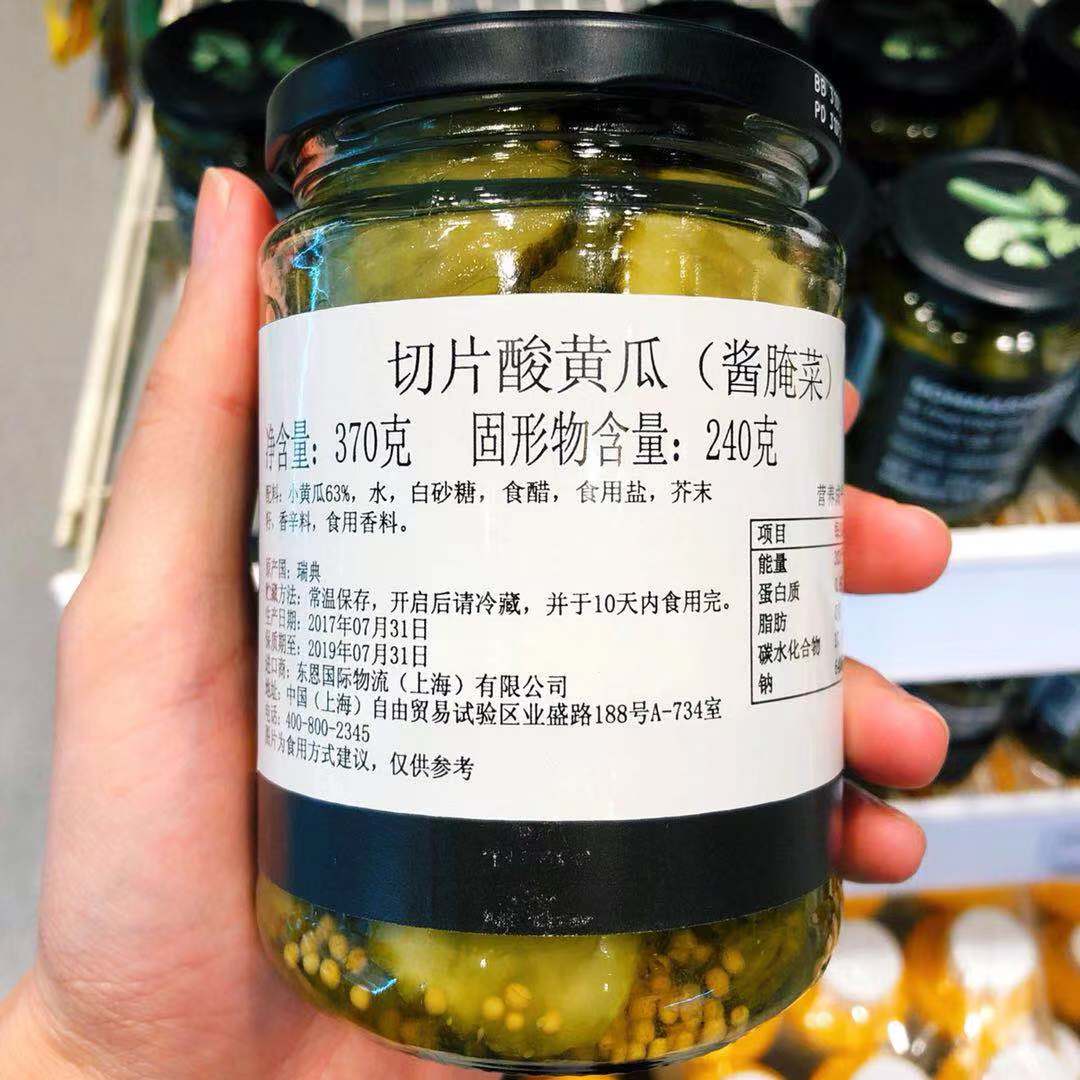 BB
PD
切片酸黄瓜（酱腌菜）
净含量：370克 固形物含量：240克
配料：小黄瓜63%，水，白砂糖，食醋，食用盐，芥末
籽，香辛料，食用香料。
原产国：瑞典
贮藏方法：常温保存，开启后请冷藏，并于10天内食用完。
生产日期：2017年07月31日
保质期至：2019年07月31日
进口商：东恩国际物流（上海）有限公司
地址：中国（上海）自由贸易试验区业盛路188号A-734室
电话：400-800-2345
图片为食用方式建议，仅供参考
营养成
项目
能量
蛋白质
脂肪
碳水化合物
钠